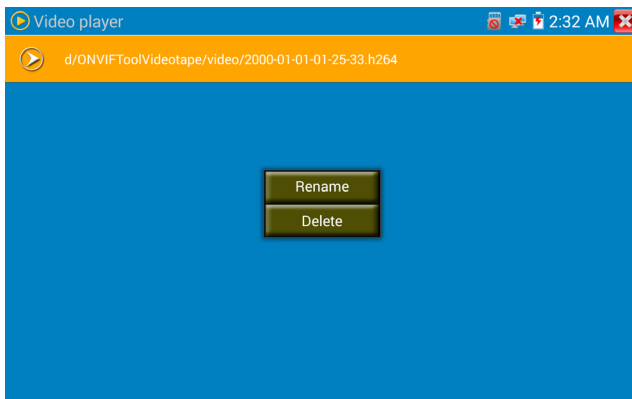 Video player
2:32 AM
d/ONVIFToolVideotape/video/2000-01-01-01-25-33.h264
Rename
Delete